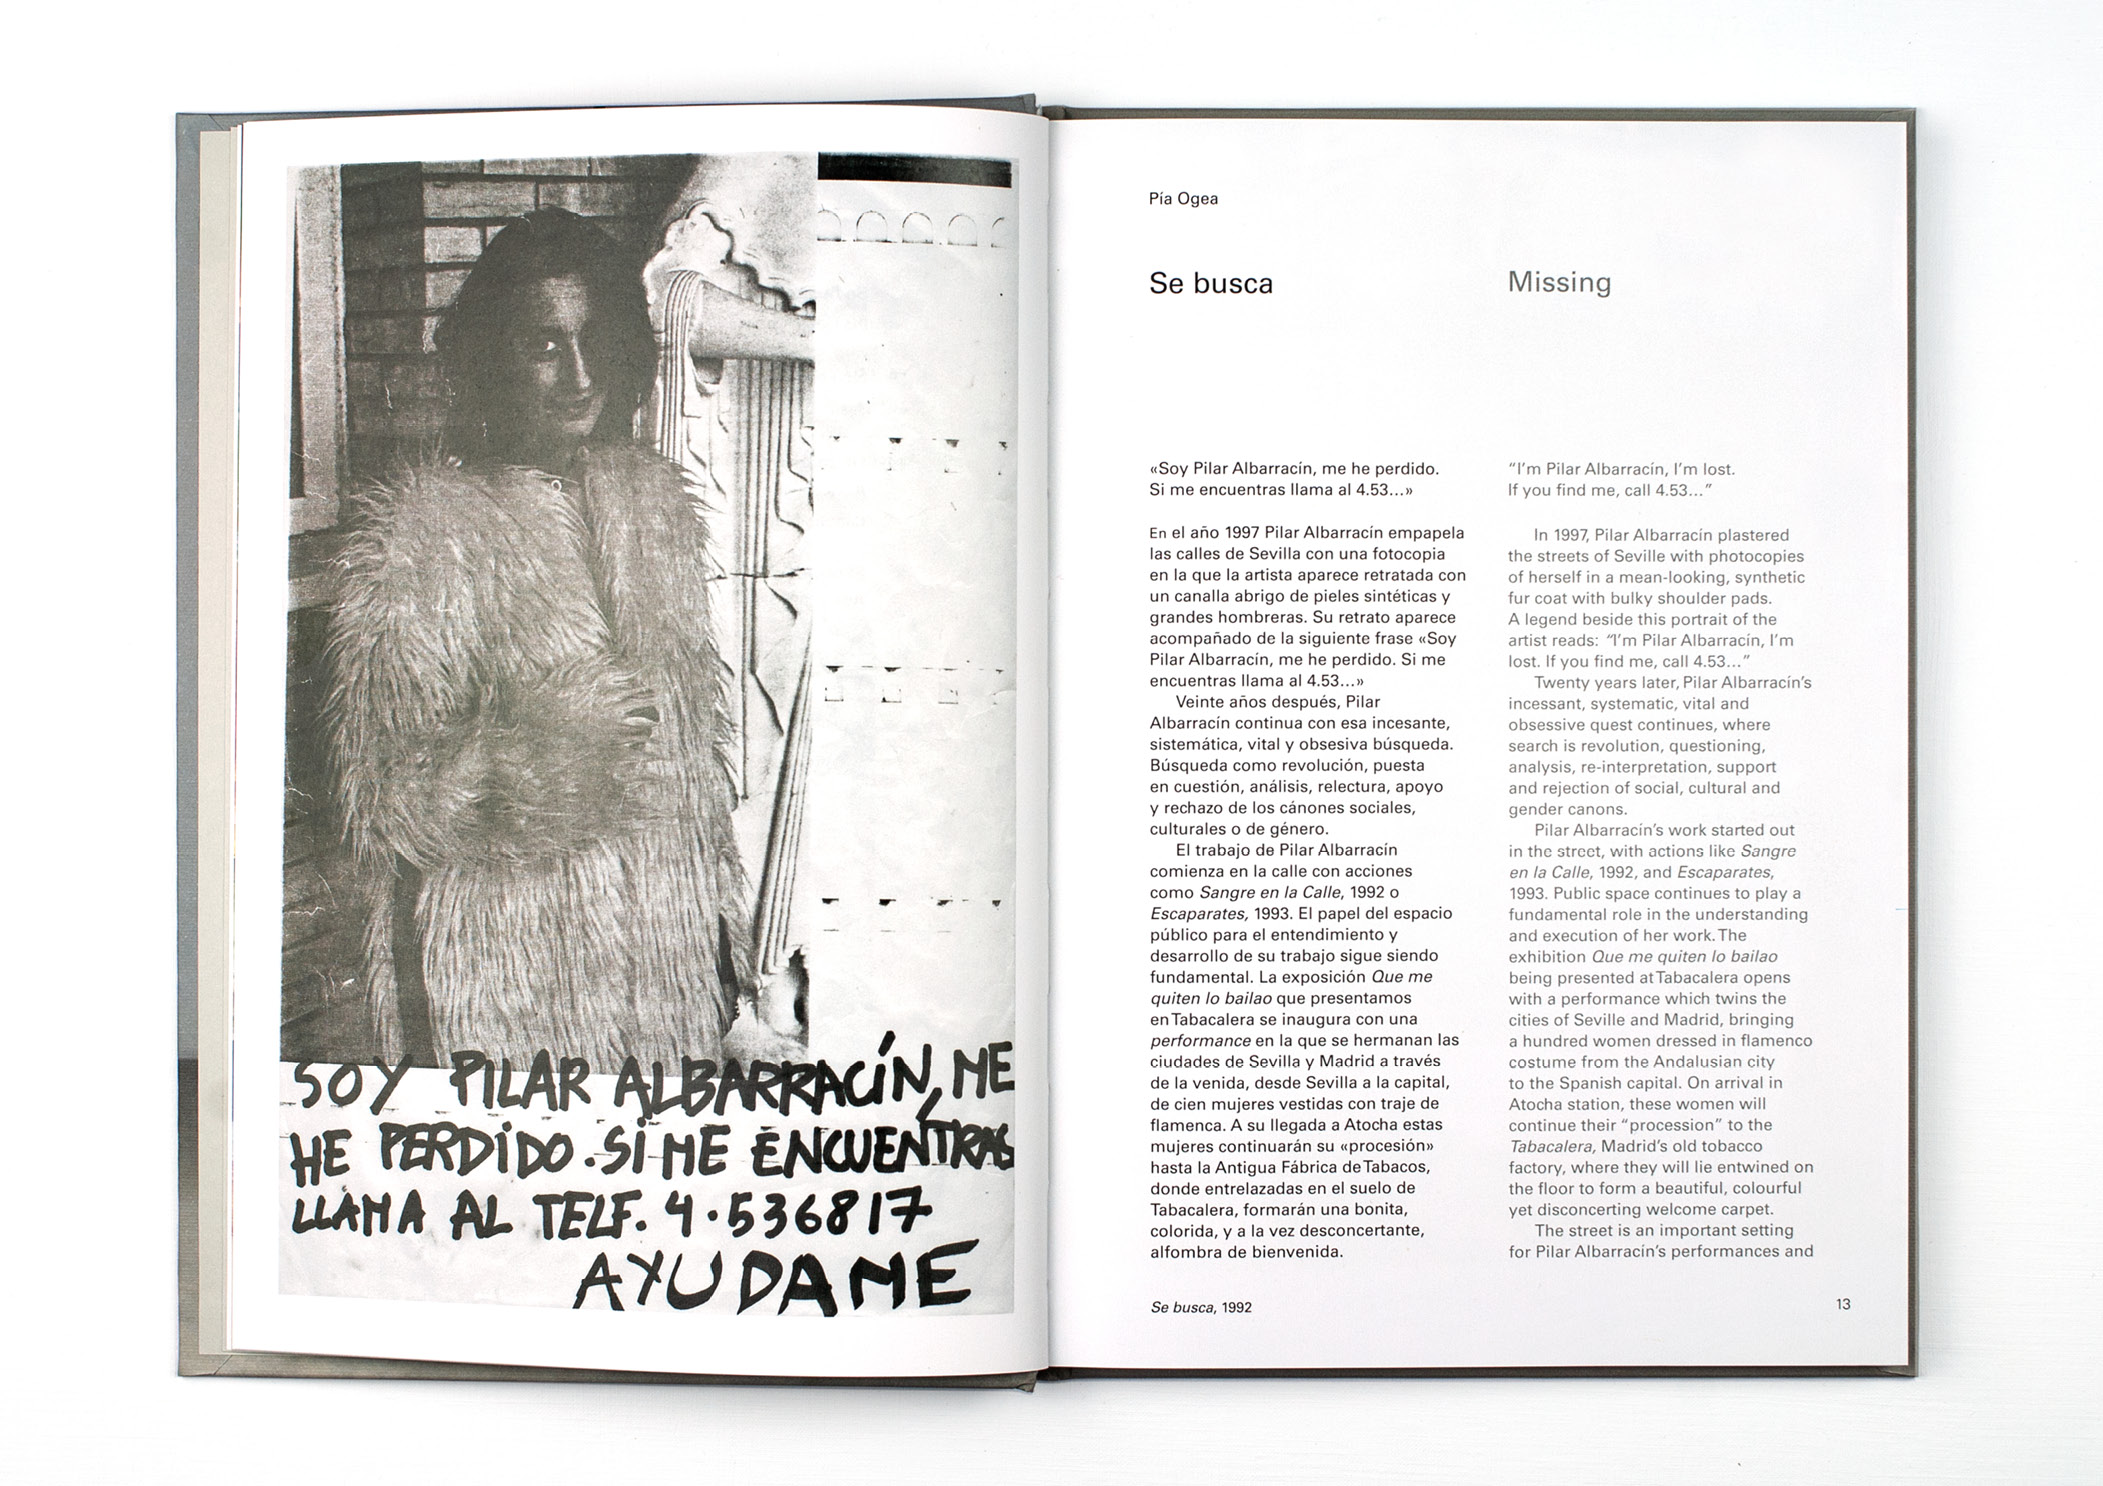 SOY PILAR ALBARRACÍN, ME
HE PERDIDO. SI ME ENCUENTRAS
LLAMA AL TELF. 4.536817
AYUDAME
Pía Ogea
Se busca
«Soy Pilar Albarracín, me he perdido.
Si me encuentras llama al 4.53...»
En el año 1997 Pilar Albarracín empapela
las calles de Sevilla con una fotocopia
en la que la artista aparece retratada con
un canalla abrigo de pieles sintéticas y
grandes hombreras. Su retrato aparece
acompañado de la siguiente frase «Soy
Pilar Albarracín, me he perdido. Si me
encuentras llama al 4.53...»
Veinte años después, Pilar
Albarracín continua con esa incesante,
sistemática, vital y obsesiva búsqueda.
Búsqueda como revolución, puesta
en cuestión, análisis, relectura, apoyo
y rechazo de los cánones sociales,
culturales o de género.
El trabajo de Pilar Albarracín
comienza en la calle con acciones
como Sangre en la Calle, 1992 o
Escaparates, 1993. El papel del espacio
público para el entendimiento y
desarrollo de su trabajo sigue siendo
fundamental. La exposición Que me
quiten lo bailao que presentamos
en Tabacalera se inaugura con una
performance en la que se hermanan las
ciudades de Sevilla y Madrid a través
de la venida, desde Sevilla a la capital,
de cien mujeres vestidas con traje de
flamenca. A su llegada a Atocha estas
mujeres continuarán su «procesión»
hasta la Antigua Fábrica de Tabacos,
donde entrelazadas en el suelo de
Tabacalera, formarán una bonita,
colorida, y a la vez desconcertante,
alfombra de bienvenida.
Se busca, 1992
Missing
“I’m Pilar Albarracín, I’m lost.
If you find me, call 4.53...”
In 1997, Pilar Albarracín plastered
the streets of Seville with photocopies
of herself in a mean-looking, synthetic
fur coat with bulky shoulder pads.
A legend beside this portrait of the
artist reads: “I’m Pilar Albarracín, I’m
lost. If you find me, call 4.53...”
Twenty years later, Pilar Albarracín’s
incessant, systematic, vital and
obsessive quest continues, where
search is revolution, questioning,
analysis, re-interpretation, support
and rejection of social, cultural and
gender canons.
Pilar Albarracín’s work started out
in the street, with actions like Sangre
en la Calle, 1992, and Escaparates,
1993. Public space continues to play a
fundamental role in the understanding
and execution of her work. The
exhibition Que me quiten lo bailao
being presented at Tabacalera opens
with a performance which twins the
cities of Seville and Madrid, bringing
a hundred women dressed in flamenco
costume from the Andalusian city
to the Spanish capital. On arrival in
Atocha station, these women will
continue their “procession” to the
Tabacalera, Madrid’s old tobacco
factory, where they will lie entwined on
the floor to form a beautiful, colourful
yet disconcerting welcome carpet.
The street is an important setting
for Pilar Albarracín’s performances and
13